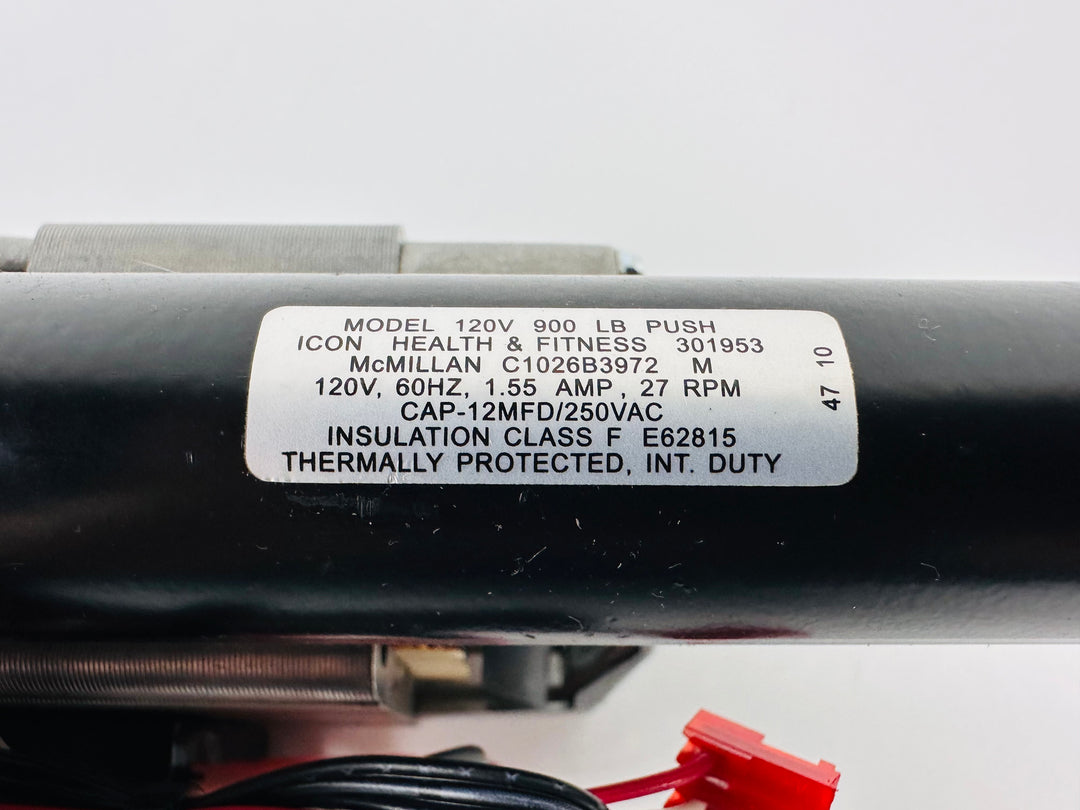 MODEL 120V 900 LB PUSH
ICON HEALTH & FITNESS 301953
McMILLAN C1026B3972 M
120V, 60HZ, 1.55 AMP, 27 RPM
CAP-12MFD/250VAC
INSULATION CLASS F E62815
THERMALLY PROTECTED, INT. DUTY
47 10